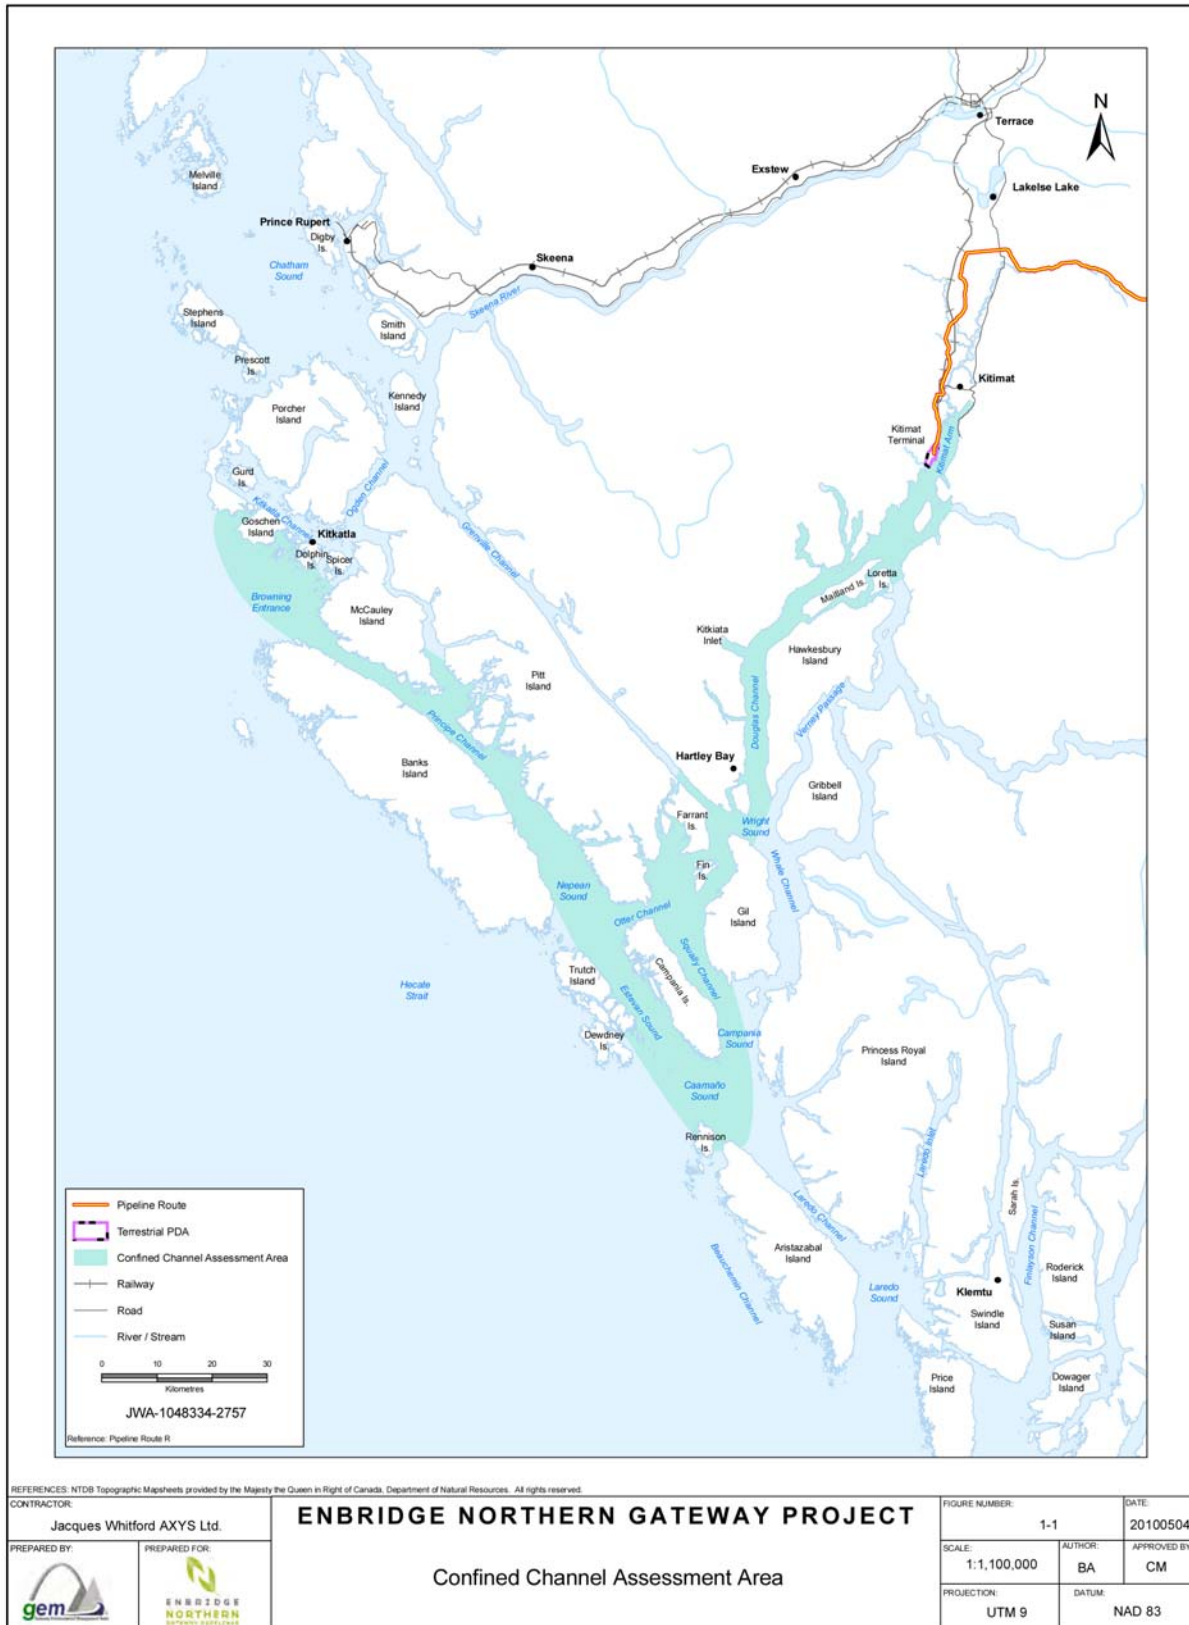 N
Terrace
Exstew
Melville
Island
Lakelse Lake
Prince Rupert
Digby
Is.
Chatham
Sound
Skeena
Skeena River
Stephens
Island
Smith
Island
Prescott
Is.
Kitimat
Kennedy
Island
Porcher
Island
Kitimat
Terminal
Kitimat Arm
Gurd
Is.
Ogden Channel
Kitkatla Channel
Goschen
Island
Kitkatla
Dolphin
Is.
Spicer
Is.
Grenville Channel
Loretta
Is.
Maitland Is.
Browning
Entrance
McCauley
Island
Kitkiata
Inlet
Hawkesbury
Island
Pitt
Island
Verney Passage
Douglas Channel
Principe Channel
Banks
Island
Hartley Bay
Gribbell
Island
Farrant
Is.
Wright
Sound
Fin
Is.
Whale Channel
Nepean
Sound
Otter Channel
Gil
Island
Squally Channel
Campania Is.
Trutch
Island
Hecate
Strait
Estevan Sound
Dewdney
Is.
Campania
Sound
Princess Royal
Island
Caamaño
Sound
Rennison
Is.
Laredo Inlet
Sarah Is.
Laredo Channel
Finlayson Channel
Beauchemin Channel
Aristazabal
Island
Roderick
Island
Laredo
Sound
Klemtu
Swindle
Island
Susan
Island
Price
Island
Dowager
Island
Pipeline Route
Terrestrial PDA
Confined Channel Assessment Area
Railway
Road
River / Stream
0 10 20 30
Kilometres
JWA-1048334-2757
Reference: Pipeline Route R
REFERENCES: NTDB Topographic Mapsheets provided by the Majesty the Queen in Right of Canada, Department of Natural Resources. All rights reserved.
CONTRACTOR:
Jacques Whitford AXYS Ltd.
PREPARED BY:
gem
PREPARED FOR:
ENBRIDGE
NORTHERN
ENBRIDGE NORTHERN GATEWAY PROJECT
Confined Channel Assessment Area
FIGURE NUMBER:
1-1
DATE:
20100504
SCALE:
1:1,100,000
AUTHOR:
BA
APPROVED BY:
CM
PROJECTION:
UTM 9
DATUM:
NAD 83